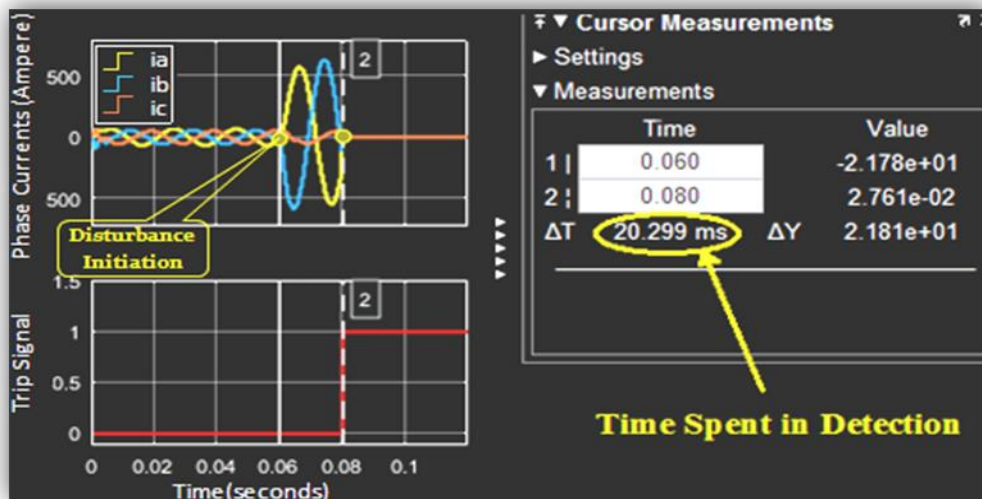 Phase Currents (Ampere)
500
0
500
ia
ib
ic
2
Disturbance
Initiation
Trip Signal
1.5
1
0.5
0
2
0 0.02 0.04 0.06 0.08 0.1
Time(seconds)
Cursor Measurements
Settings
Measurements
Time Value
1 | 0.060 -2.178e+01
2 ¦ 0.080 2.761e-02
ΔT 20.299 ms ΔY 2.181e+01
Time Spent in Detection